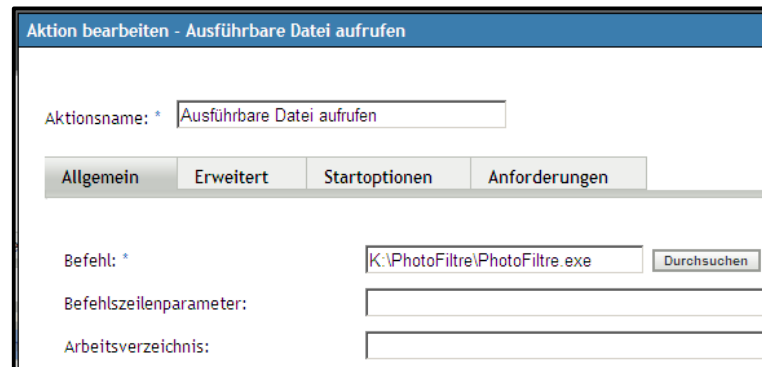 Aktion bearbeiten - Ausführbare Datei aufrufen
Aktionsname: * Ausführbare Datei aufrufen
Allgemein Erweitert Startoptionen Anforderungen
Befehl: * K:\PhotoFiltre\PhotoFiltre.exe Durchsuchen
Befehlszeilenparameter:
Arbeitsverzeichnis: